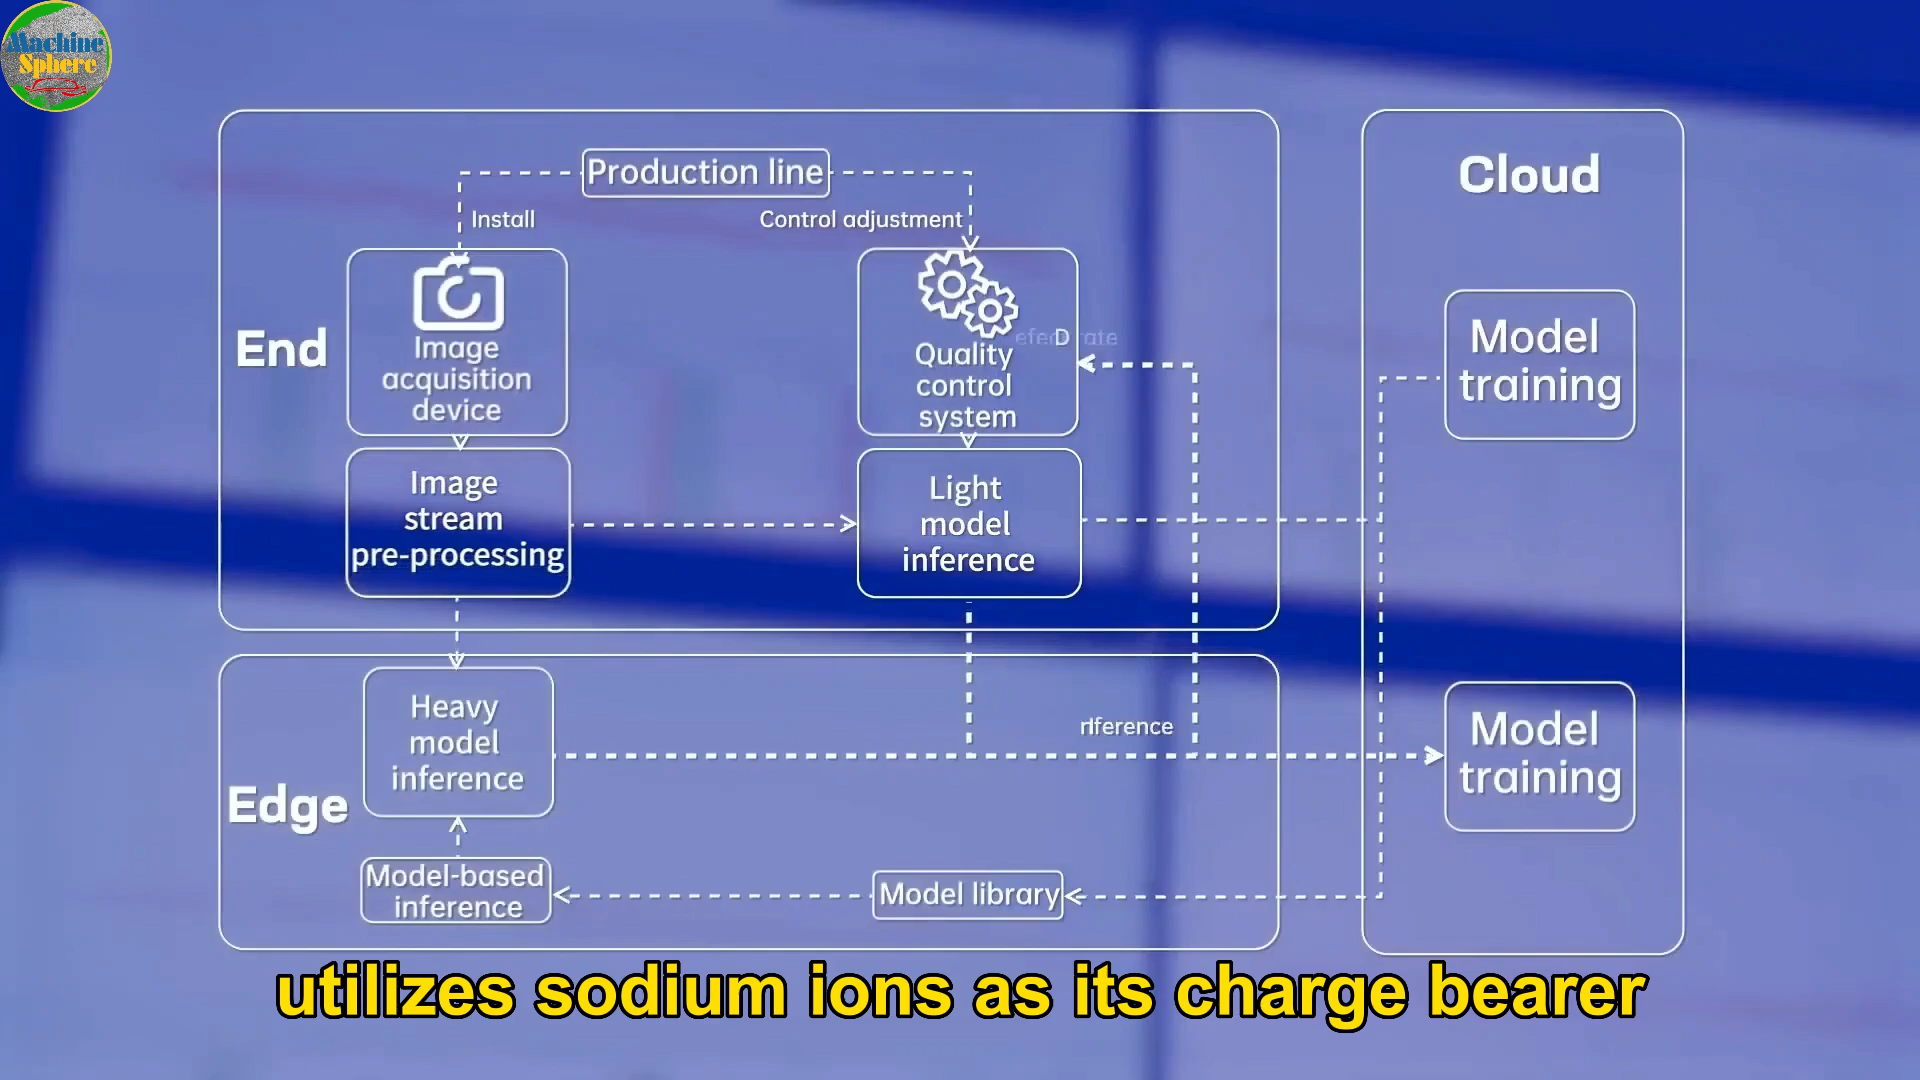 Machine
Sphere
Production line
Install
Control adjustment
Cloud
End
Image
acquisition
device
Quality
control
system
Model
training
Image
stream
pre-processing
Light
model
inference
Edge
Heavy
model
inference
Model
training
Model-based
inference
Model library
utilizes sodium ions as its charge bearer